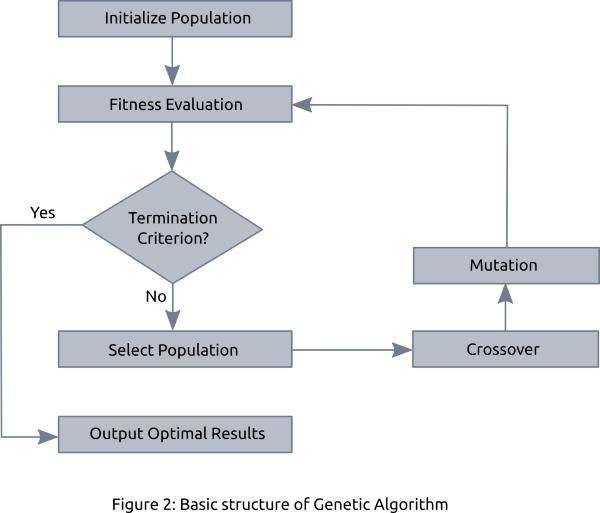 Initialize Population
Fitness Evaluation
Yes
Termination
Criterion?
Mutation
No
Select Population
Crossover
Output Optimal Results
Figure 2: Basic structure of Genetic Algorithm